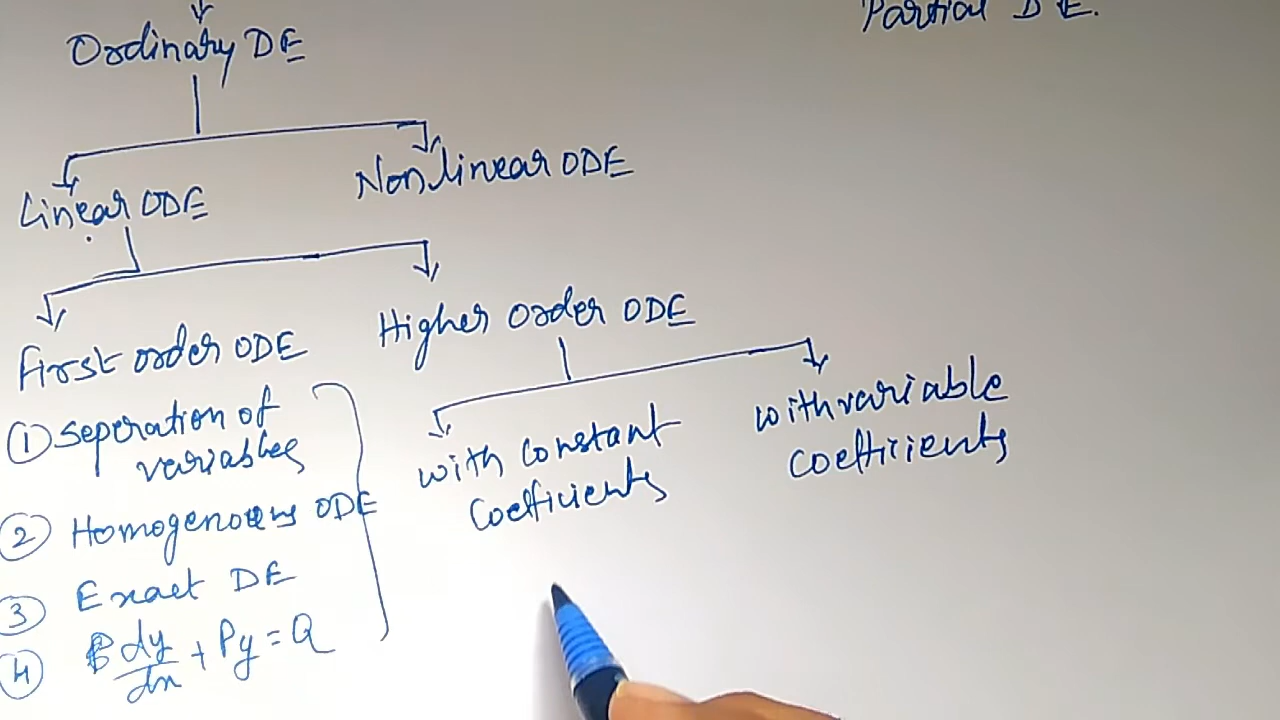 Partial DE.
Ordinary DE
Non linear ODE
Linear ODE
Higher order ODE
First order ODE
with variable
coefficients
① Seperation of
variables
with constant
coefficients
② Homogenous ODE
③ Exact DE
④ dy/dx + Py = Q